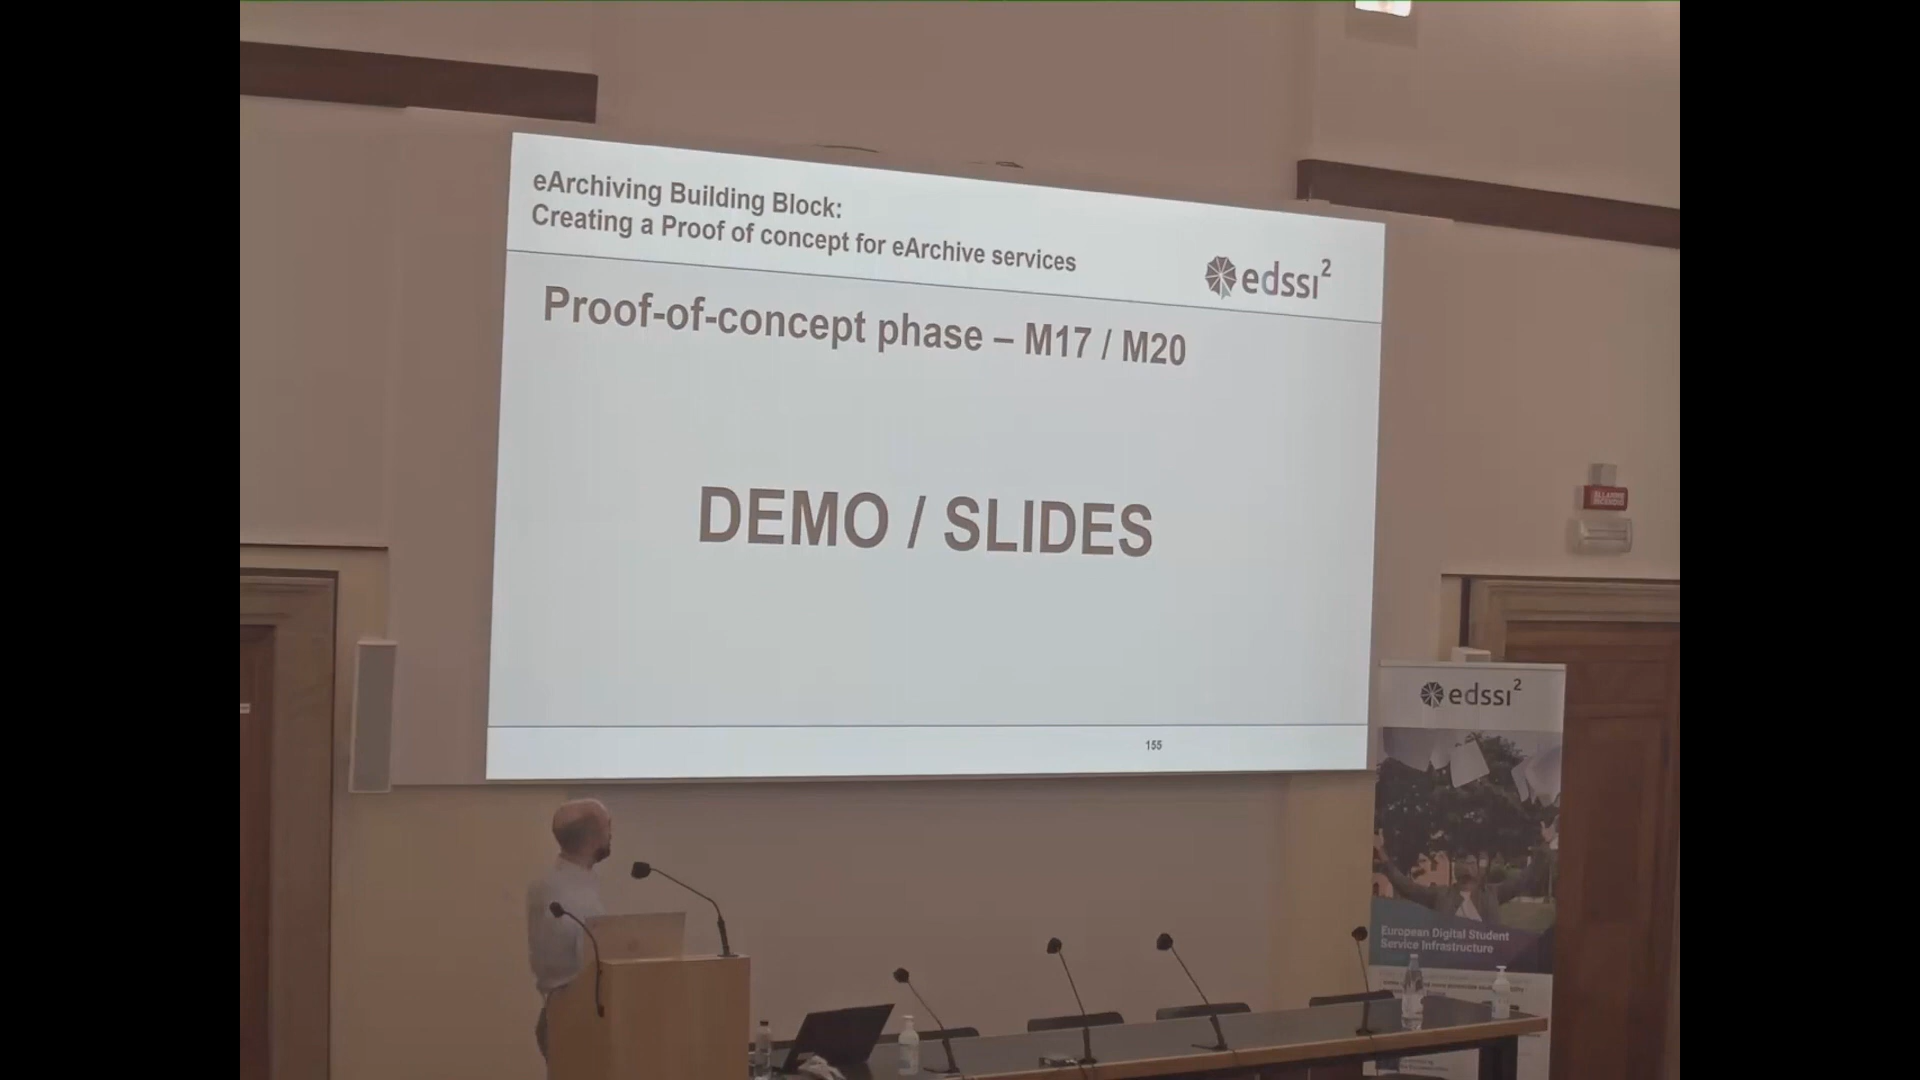 eArchiving Building Block:
Creating a Proof of concept for eArchive services
edssi²
Proof-of-concept phase – M17 / M20
DEMO / SLIDES
155
edssi²
European Digital Student
Service Infrastructure